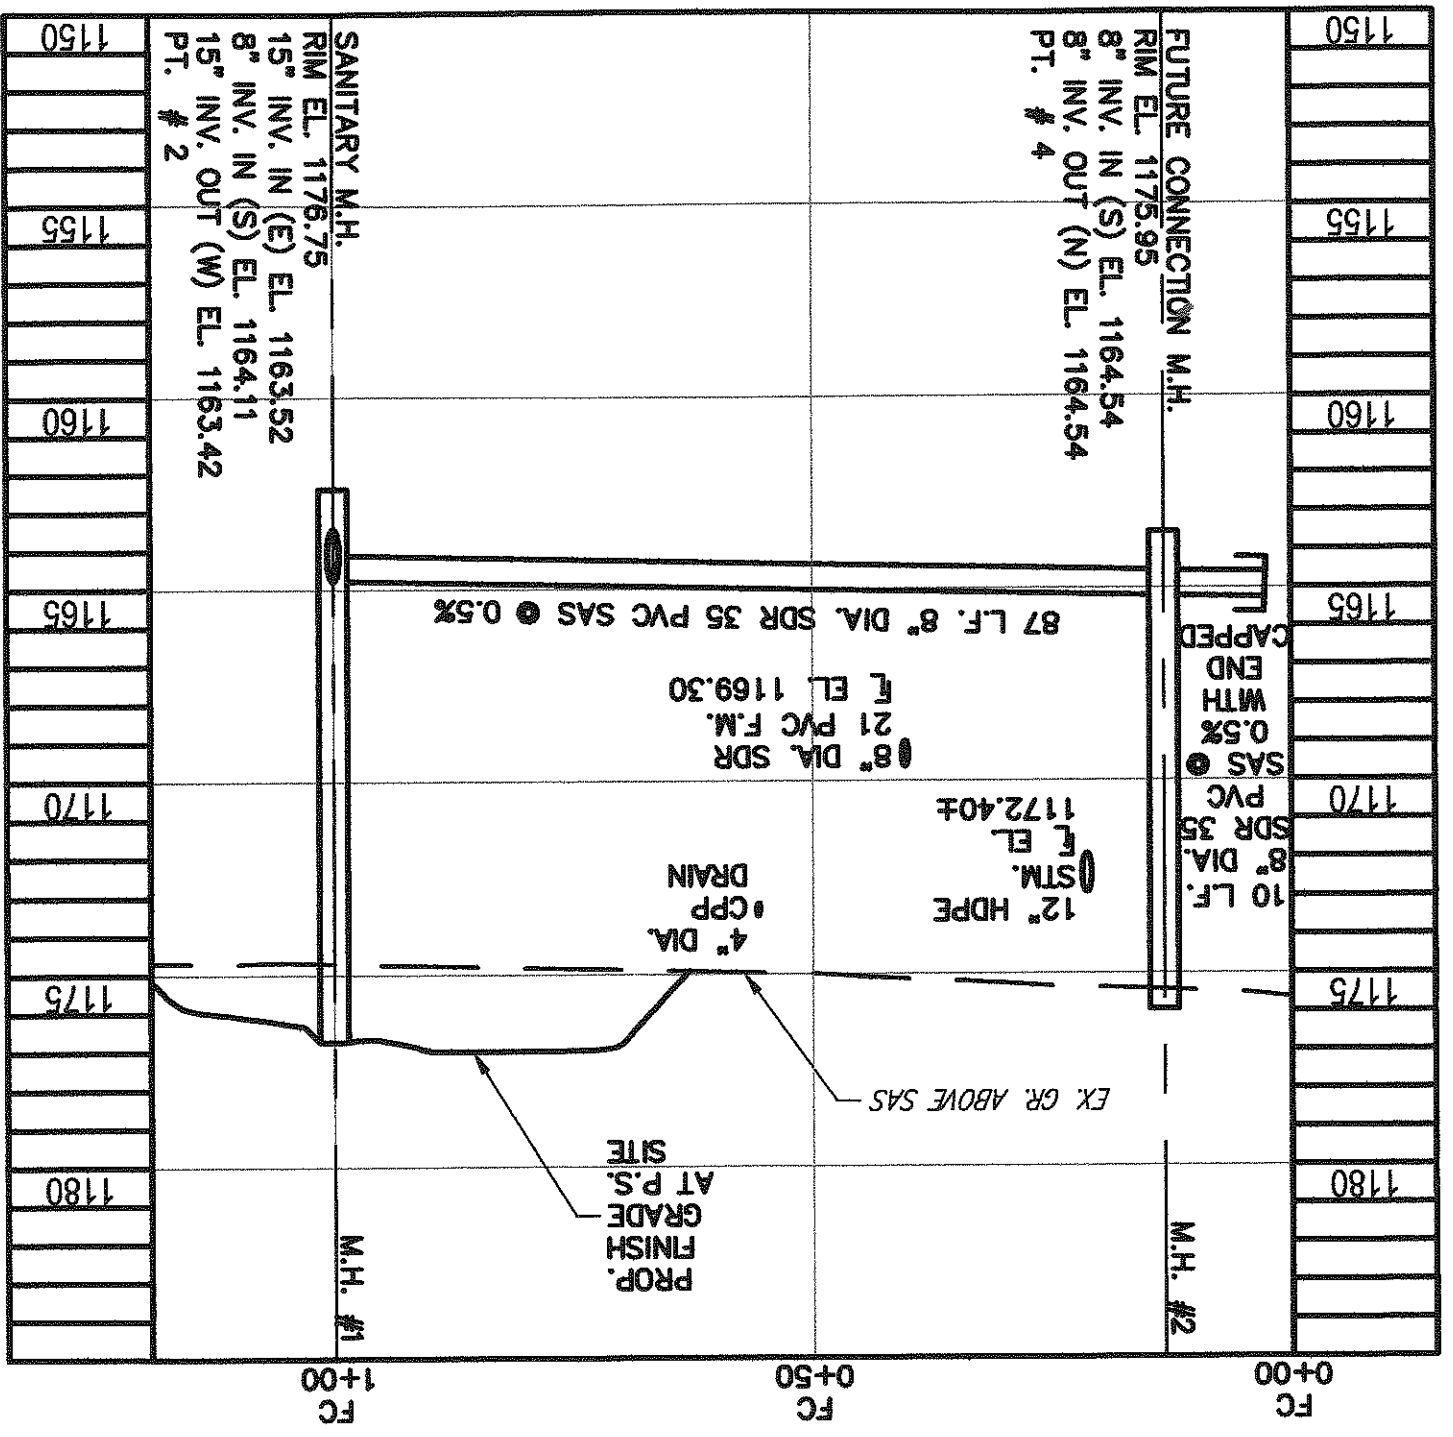 FC
0+00
FC
0+50
FC
1+00
M.H. #2
M.H. #1
1180
1175
1170
1165
1160
1155
1150
1180
1175
1170
1165
1160
1155
1150
PROP.
FINISH
GRADE
AT P.S.
SITE
EX. GR. ABOVE SAS
10 L.F.
8" DIA.
SDR 35
PVC
SAS @
0.5%
WITH
END
CAPPED
12" HDPE
STM.
℄ EL.
1172.40±
4" DIA.
CPP
DRAIN
8" DIA. SDR
21 PVC F.M.
℄ EL. 1169.30
87 L.F. 8" DIA. SDR 35 PVC SAS @ 0.5%
FUTURE CONNECTION M.H.
RIM EL. 1175.95
8" INV. IN (S) EL. 1164.54
8" INV. OUT (N) EL. 1164.54
PT. # 4
SANITARY M.H.
RIM EL. 1176.75
15" INV. IN (E) EL. 1163.52
8" INV. IN (S) EL. 1164.11
15" INV. OUT (W) EL. 1163.42
PT. # 2